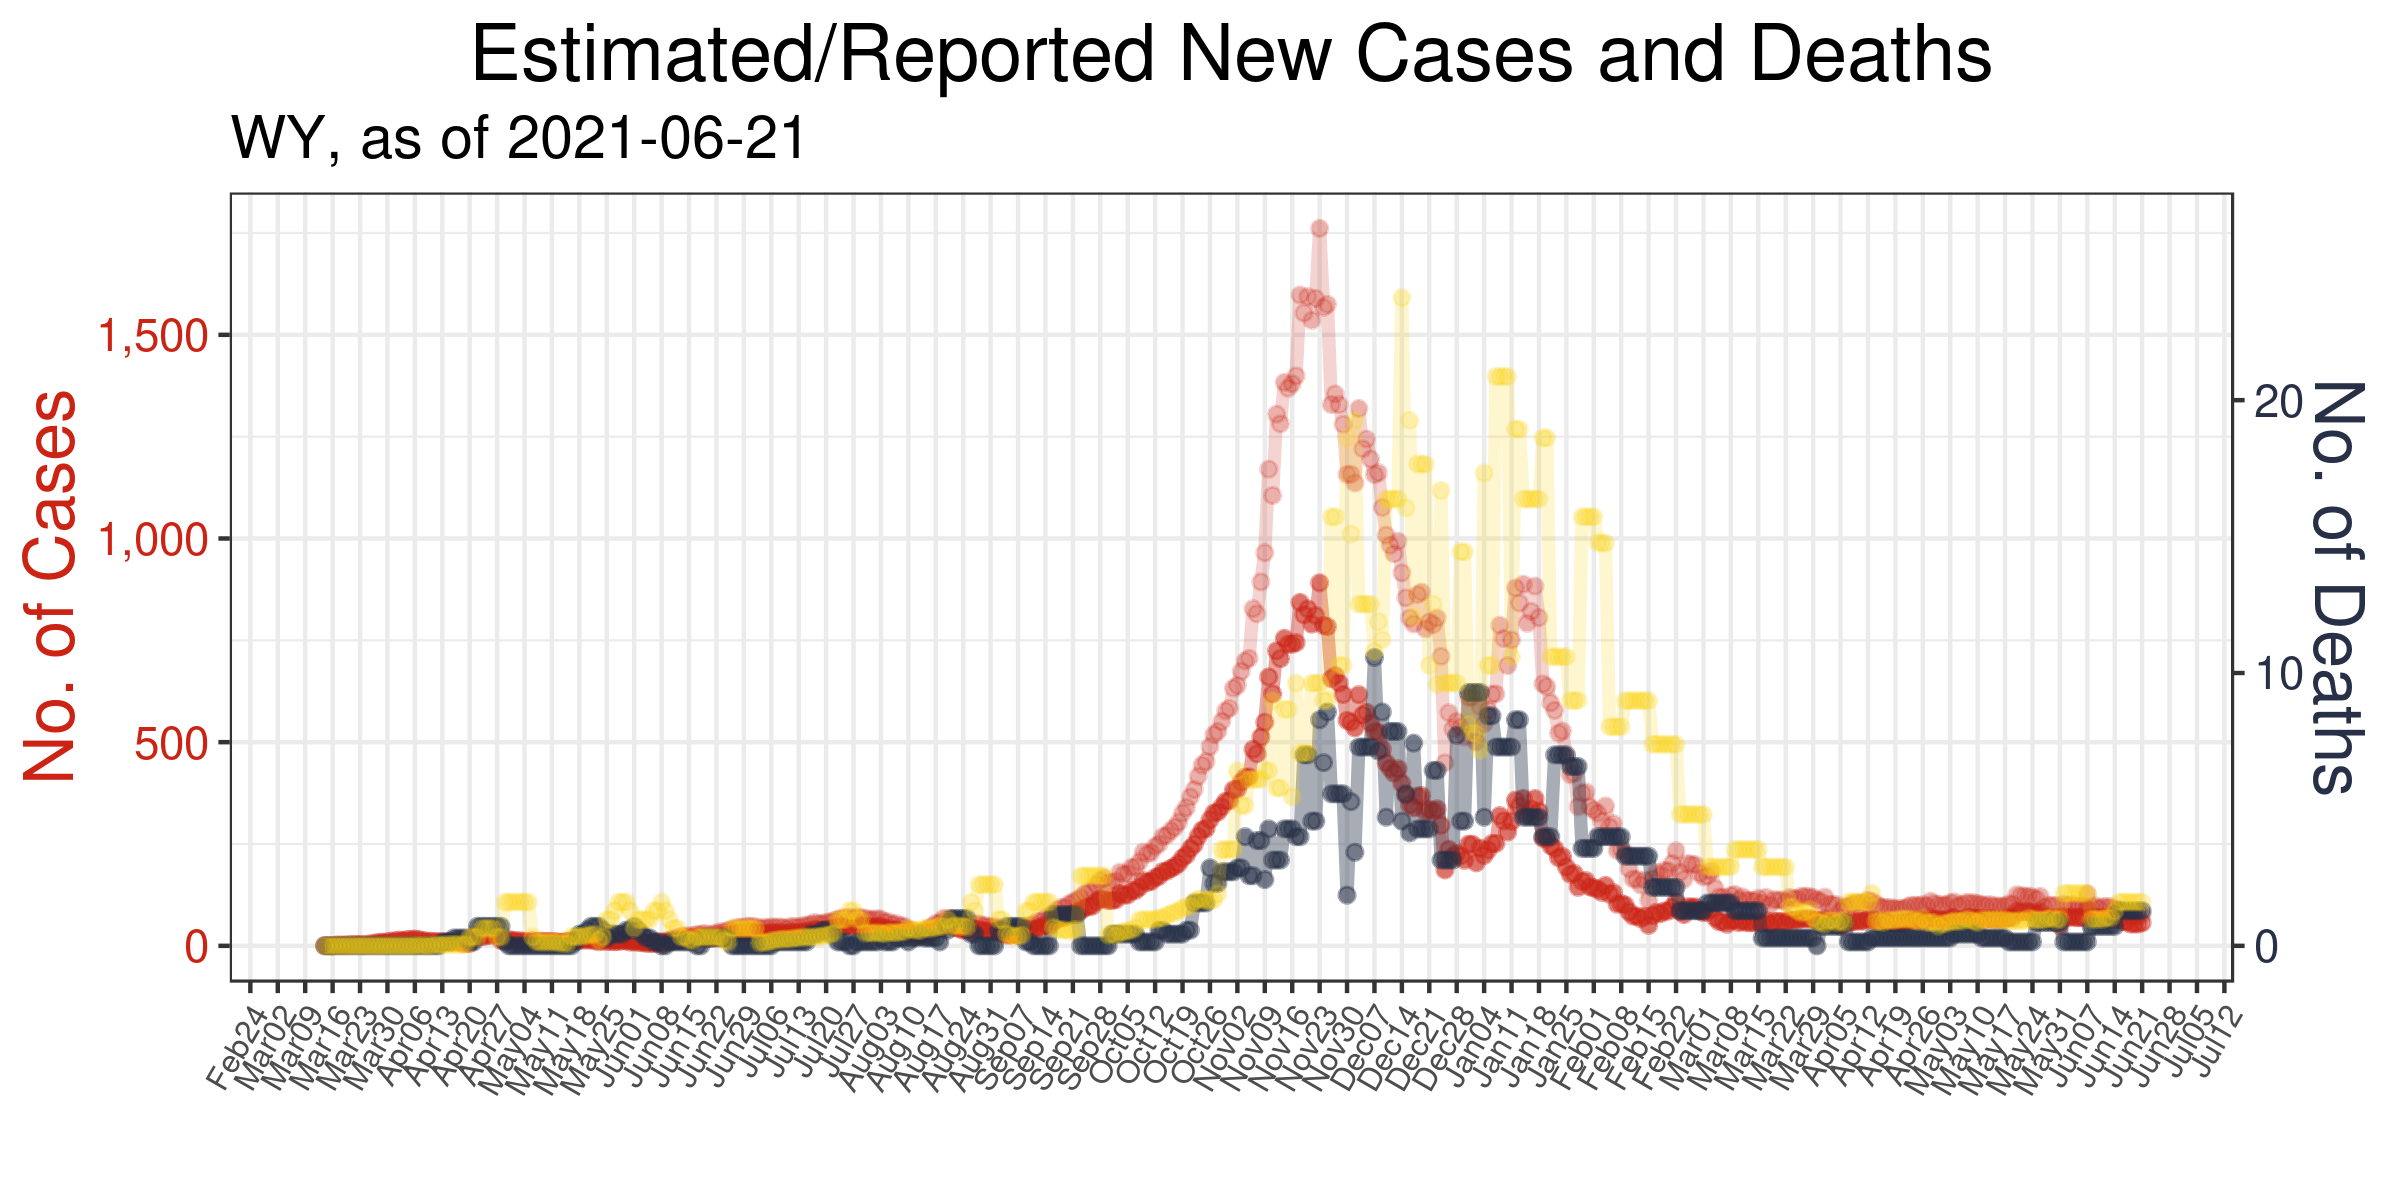 Estimated/Reported New Cases and Deaths
WY, as of 2021-06-21
No. of Cases
1,500
1,000
500
0
20
10
0
No. of Deaths
Feb24
Mar02
Mar09
Mar16
Mar23
Mar30
Apr06
Apr13
Apr20
Apr27
May04
May11
May18
May25
Jun01
Jun08
Jun15
Jun22
Jun29
Jul06
Jul13
Jul20
Jul27
Aug03
Aug10
Aug17
Aug24
Aug31
Sep07
Sep14
Sep21
Sep28
Oct05
Oct12
Oct19
Oct26
Nov02
Nov09
Nov16
Nov23
Nov30
Dec07
Dec14
Dec21
Dec28
Jan04
Jan11
Jan18
Jan25
Feb01
Feb08
Feb15
Feb22
Mar01
Mar08
Mar15
Mar22
Mar29
Apr05
Apr12
Apr19
Apr26
May03
May10
May17
May24
May31
Jun07
Jun14
Jun21
Jun28
Jul05
Jul12